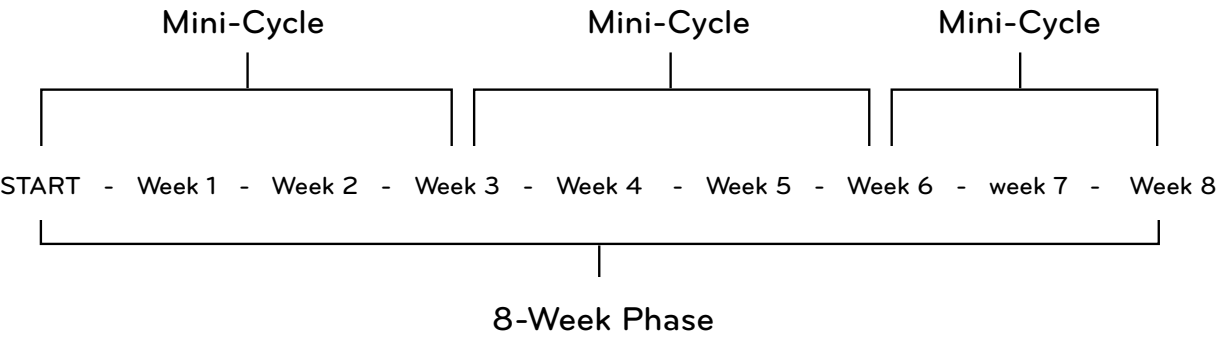 Mini-Cycle Mini-Cycle Mini-Cycle
START - Week 1 - Week 2 - Week 3 - Week 4 - Week 5 - Week 6 - week 7 - Week 8
8-Week Phase